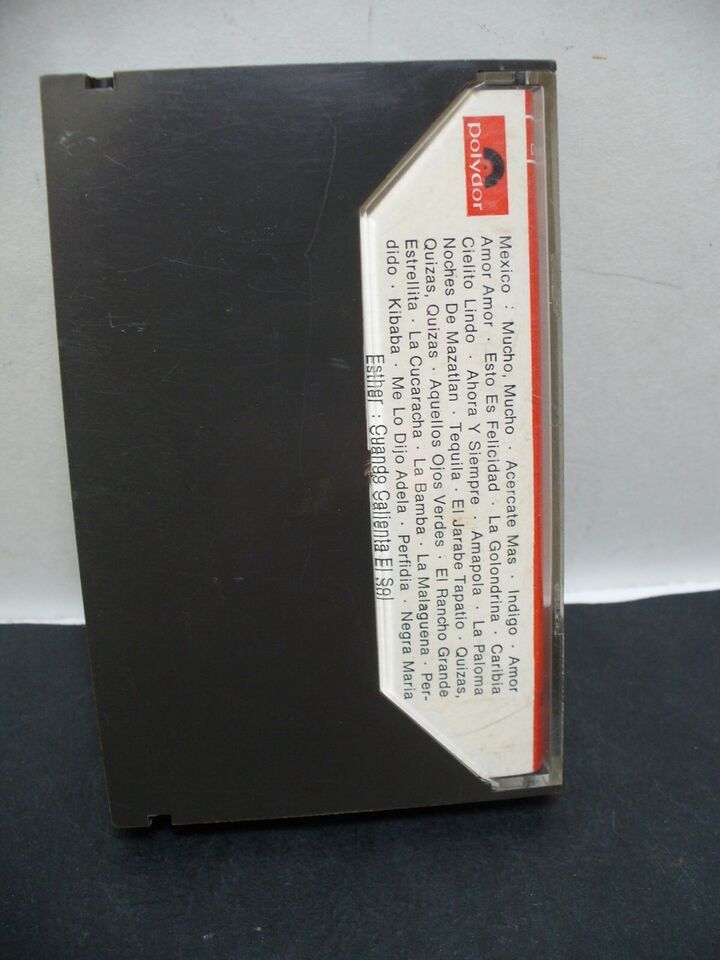 polydor
Mexico : Mucho, Mucho · Acercate Mas · Indigo · Amor
Amor Amor · Esto Es Felicidad · La Golondrina · Caribia
Cielito Lindo · Ahora Y Siempre · Amapola · La Paloma
Noches De Mazatlan · Tequila · El Jarabe Tapatio · Quizas,
Quizas, Quizas · Aquellos Ojos Verdes · El Rancho Grande
Estrellita · La Cucaracha · La Bamba · La Malaguena · Per-
dido · Kibaba · Me Lo Dijo Adela · Perfidia · Negra Maria
Esther : Cuando Calienta El Sol